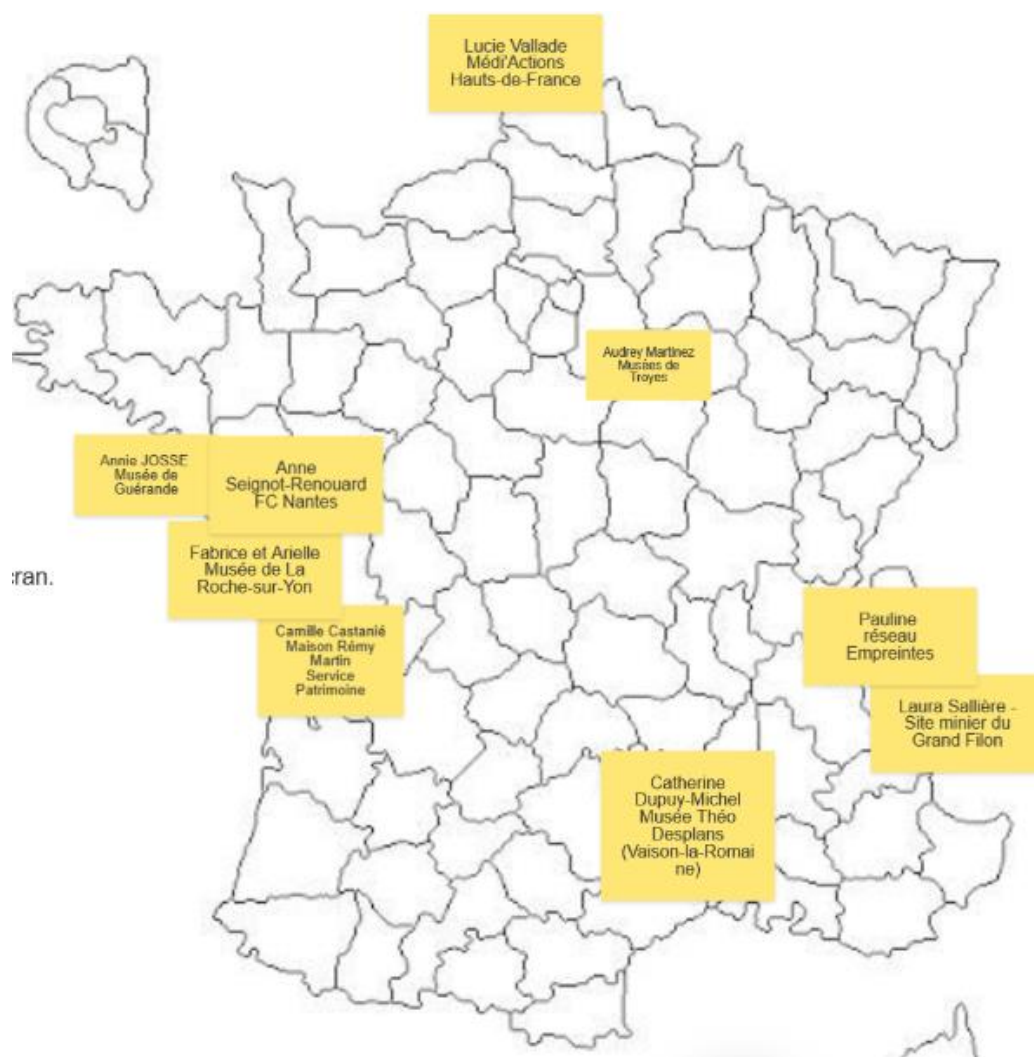 Lucie Vallade
Médi'Actions
Hauts-de-France
Audrey Martinez
Musées de
Troyes
Annie JOSSE
Musée de
Guérande
Anne
Seignot-Renouard
FC Nantes
Fabrice et Arielle
Musée de La
Roche-sur-Yon
cran.
Camille Castanié
Maison Rémy
Martin
Service
Patrimoine
Pauline
réseau
Empreintes
Laura Sallière -
Site minier du
Grand Filon
Catherine
Dupuy-Michel
Musée Théo
Desplans
(Vaison-la-Romai
ne)